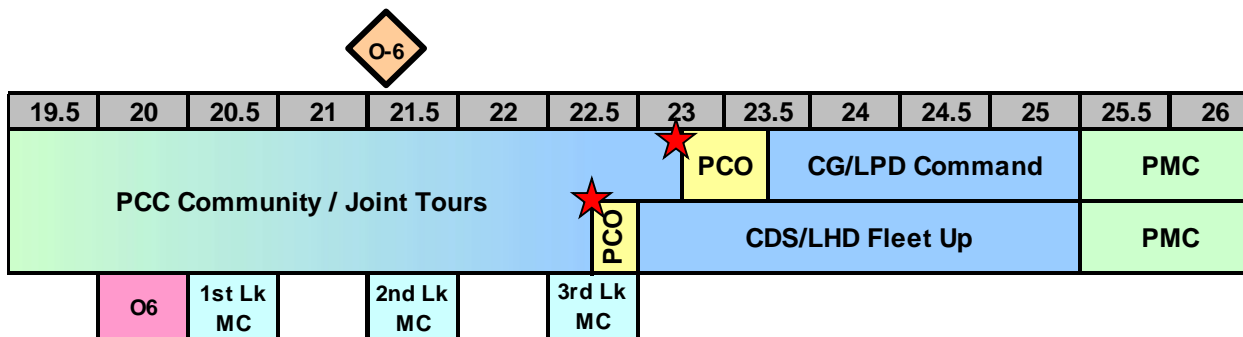 O-6
19.5 20 20.5 21 21.5 22 22.5 23 23.5 24 24.5 25 25.5 26
PCO CG/LPD Command PMC
PCC Community / Joint Tours
PCO CDS/LHD Fleet Up PMC
O6 1st Lk 2nd Lk 3rd Lk
MC MC MC